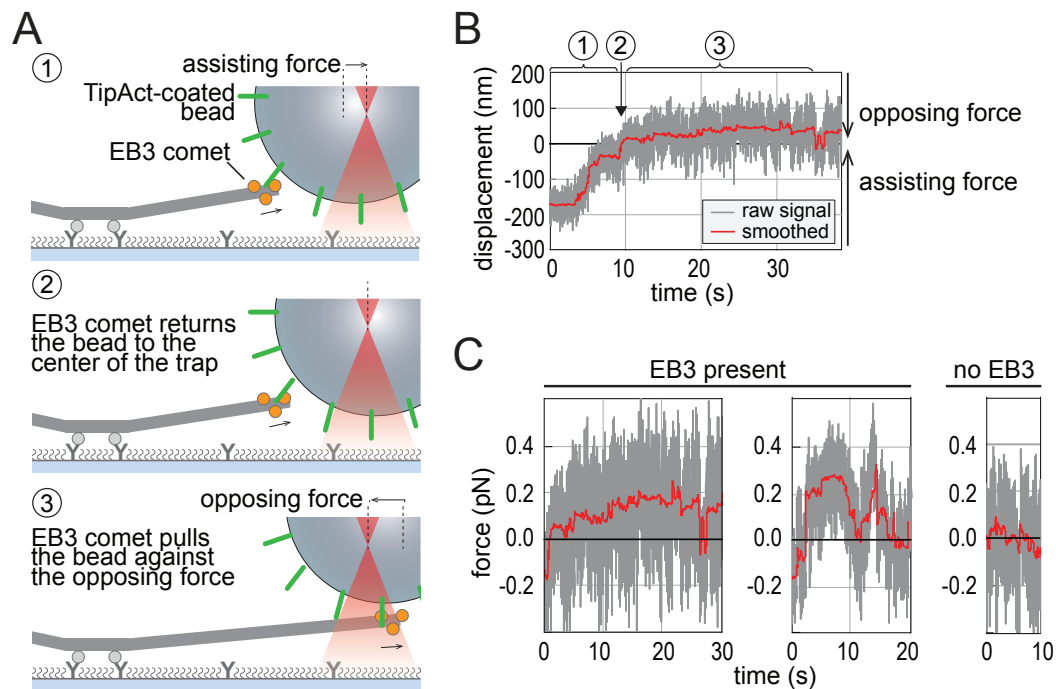 A
①
assisting force
TipAct-coated
bead
EB3 comet
②
EB3 comet returns
the bead to the
center of the trap
③
opposing force
EB3 comet pulls
the bead against
the opposing force
B
① ② ③
200
100
0
-100
-200
-300
displacement (nm)
opposing force
assisting force
raw signal
smoothed
0 10 20 30
time (s)
C
EB3 present
no EB3
force (pN)
0.4
0.2
0.0
-0.2
0 10 20 30
0.4
0.2
0.0
-0.2
0 10 20
0.4
0.2
0.0
-0.2
0 10
time (s)